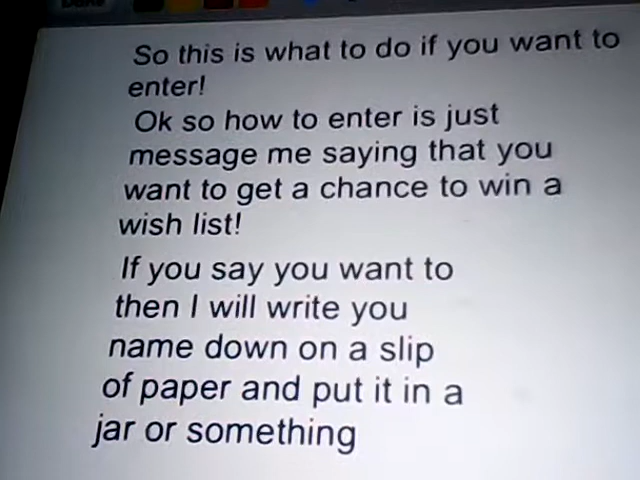 So this is what to do if you want to
enter!
Ok so how to enter is just
message me saying that you
want to get a chance to win a
wish list!
If you say you want to
then I will write you
name down on a slip
of paper and put it in a
jar or something